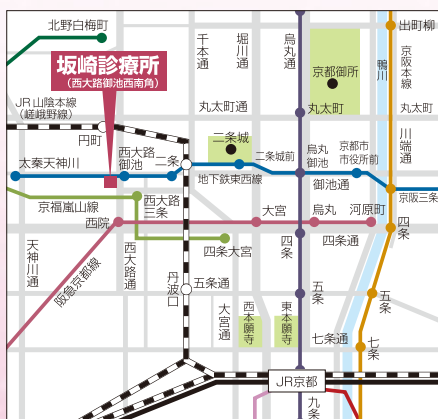 北野白梅町
坂崎診療所
(西大路御池西南角)
千本通
堀川通
烏丸通
京都御所
鴨川
出町柳
京阪本線
JR山陰本線
(嵯峨野線)
円町
丸太町通
丸太町
丸太町
川端通
二条城
太秦天神川
西大路
御池
二条
二条城前
烏丸
御池
京都市
市役所前
地下鉄東西線
御池通
京阪三条
京福嵐山線
西大路
三条
西院
大宮
烏丸
河原町
天神川通
西大路通
四条大宮
四条
四条通
四条
阪急京都線
丹波口
五条通
五条
五条
大宮通
西本願寺
東本願寺
七条通
七条
JR京都
九条